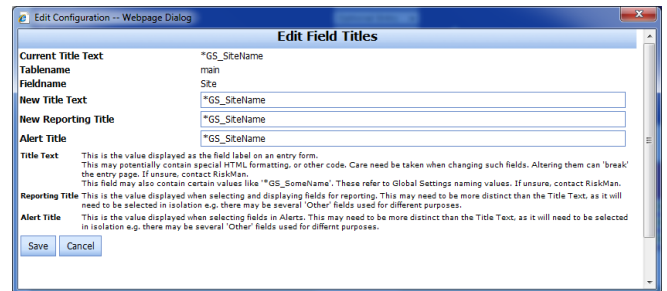 Edit Configuration -- Webpage Dialog
Edit Field Titles
Current Title Text *GS_SiteName
Tablename main
Fieldname Site
New Title Text *GS_SiteName
New Reporting Title *GS_SiteName
Alert Title *GS_SiteName
Title Text This is the value displayed as the field label on an entry form.
This may potentially contain special HTML formatting, or other code. Care need be taken when changing such fields. Altering them can 'break'
the entry page. If unsure, contact RiskMan.
This field may also contain certain values like '*GS_SomeName'. These refer to Global Settings naming values. If unsure, contact RiskMan.
Reporting Title This is the value displayed when selecting and displaying fields for reporting. This may need to be more distinct than the Title Text, as it will
need to be selected in isolation e.g. there may be several 'Other' fields used for differnt purposes.
Alert Title This is the value displayed when selecting fields in Alerts. This may need to be more distinct than the Title Text, as it will need to be selected
in isolation e.g. there may be several 'Other' fields used for differnt purposes.
Save Cancel